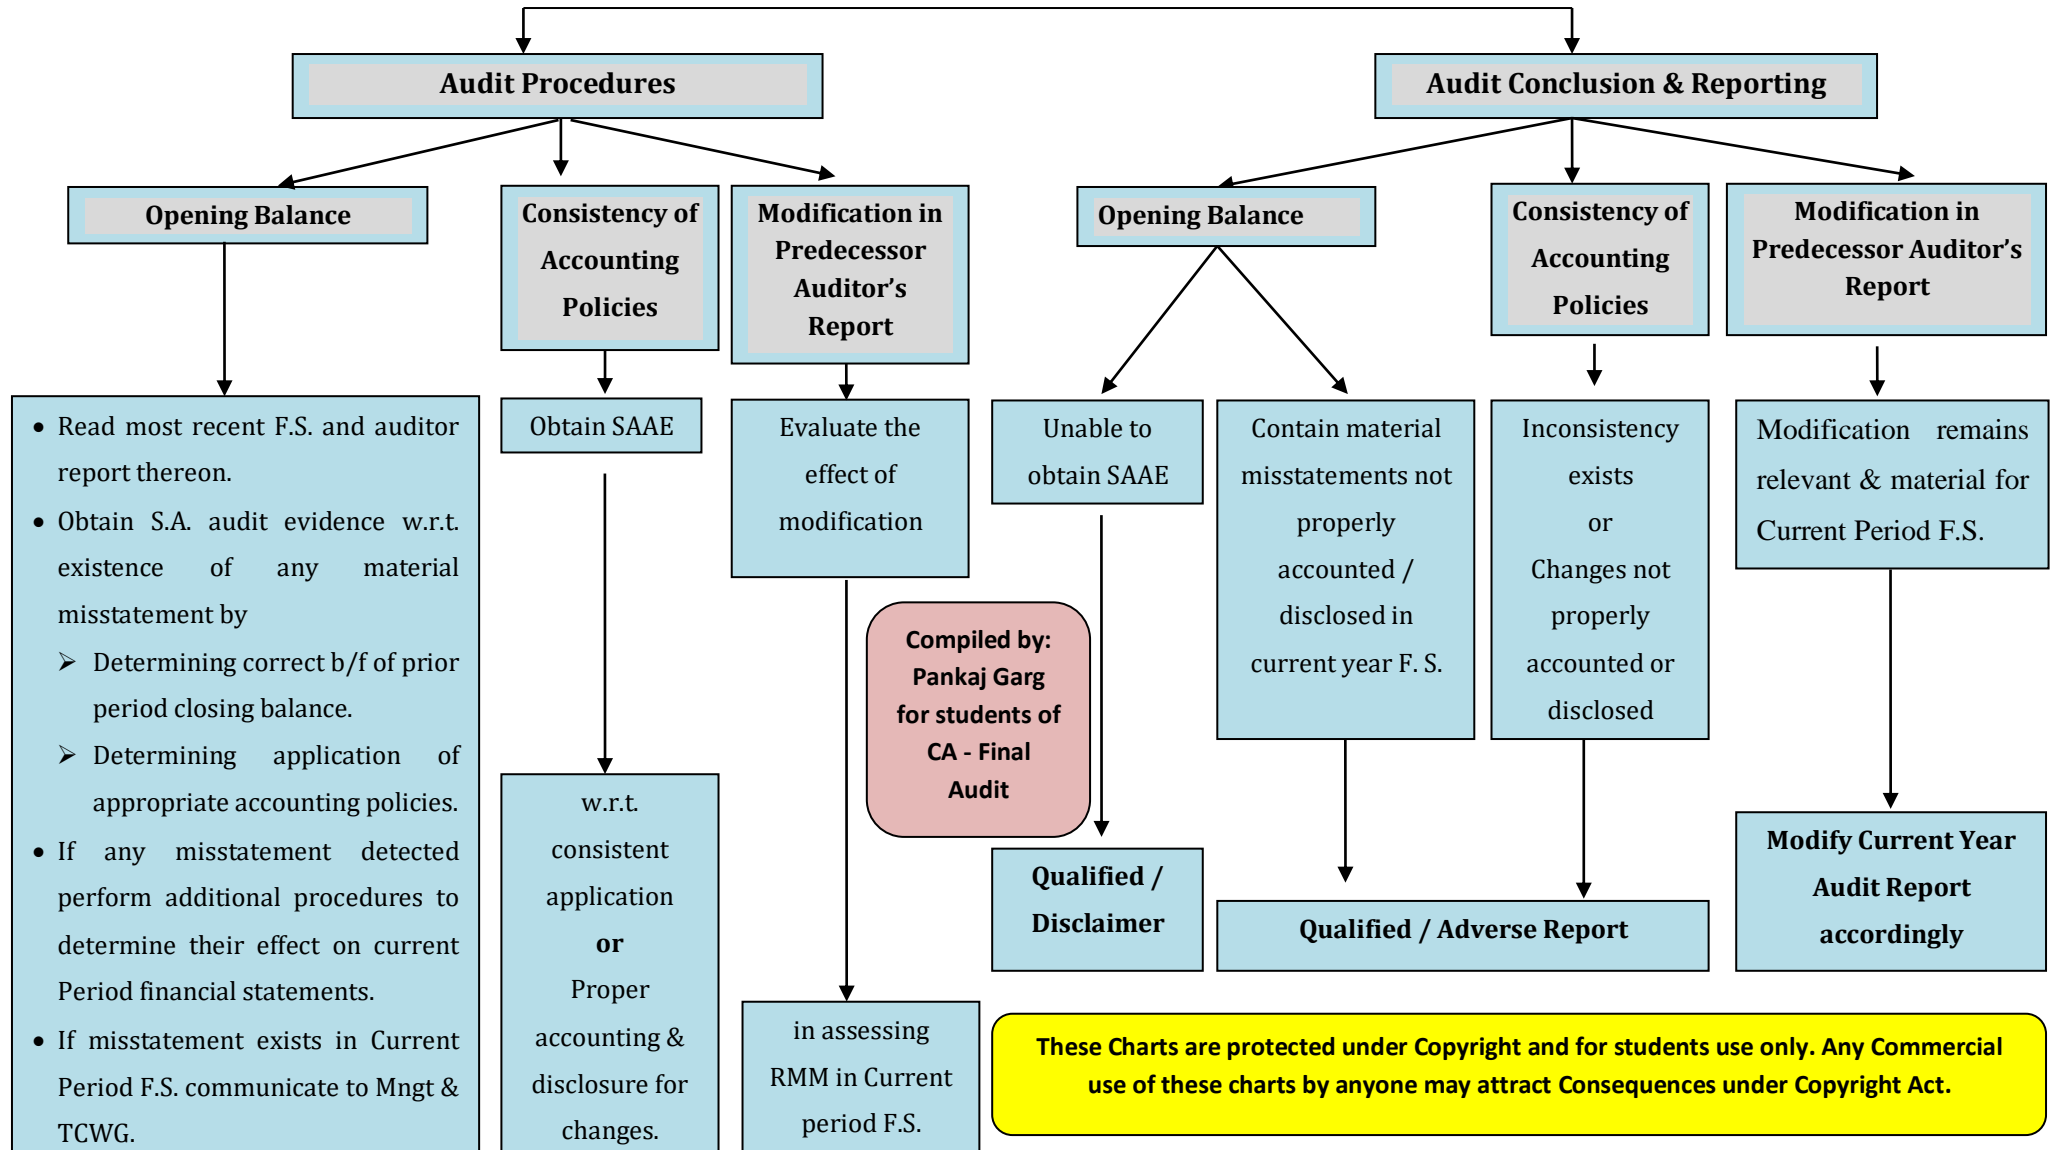 Audit Procedures
Audit Conclusion & Reporting
Opening Balance
Consistency of
Accounting
Policies
Modification in
Predecessor
Auditor’s
Report
Opening Balance
Consistency of
Accounting
Policies
Modification in
Predecessor Auditor’s
Report
• Read most recent F.S. and auditor
report thereon.
• Obtain S.A. audit evidence w.r.t.
existence of any material
misstatement by
➢ Determining correct b/f of prior
period closing balance.
➢ Determining application of
appropriate accounting policies.
• If any misstatement detected
perform additional procedures to
determine their effect on current
Period financial statements.
• If misstatement exists in Current
Period F.S. communicate to Mngt &
TCWG.
Obtain SAAE
w.r.t.
consistent
application
or
Proper
accounting &
disclosure for
changes.
Evaluate the
effect of
modification
in assessing
RMM in Current
period F.S.
Compiled by:
Pankaj Garg
for students of
CA - Final
Audit
Unable to
obtain SAAE
Qualified /
Disclaimer
Contain material
misstatements not
properly
accounted /
disclosed in
current year F. S.
Inconsistency
exists
or
Changes not
properly
accounted or
disclosed
Qualified / Adverse Report
Modification remains
relevant & material for
Current Period F.S.
Modify Current Year
Audit Report
accordingly
These Charts are protected under Copyright and for students use only. Any Commercial
use of these charts by anyone may attract Consequences under Copyright Act.